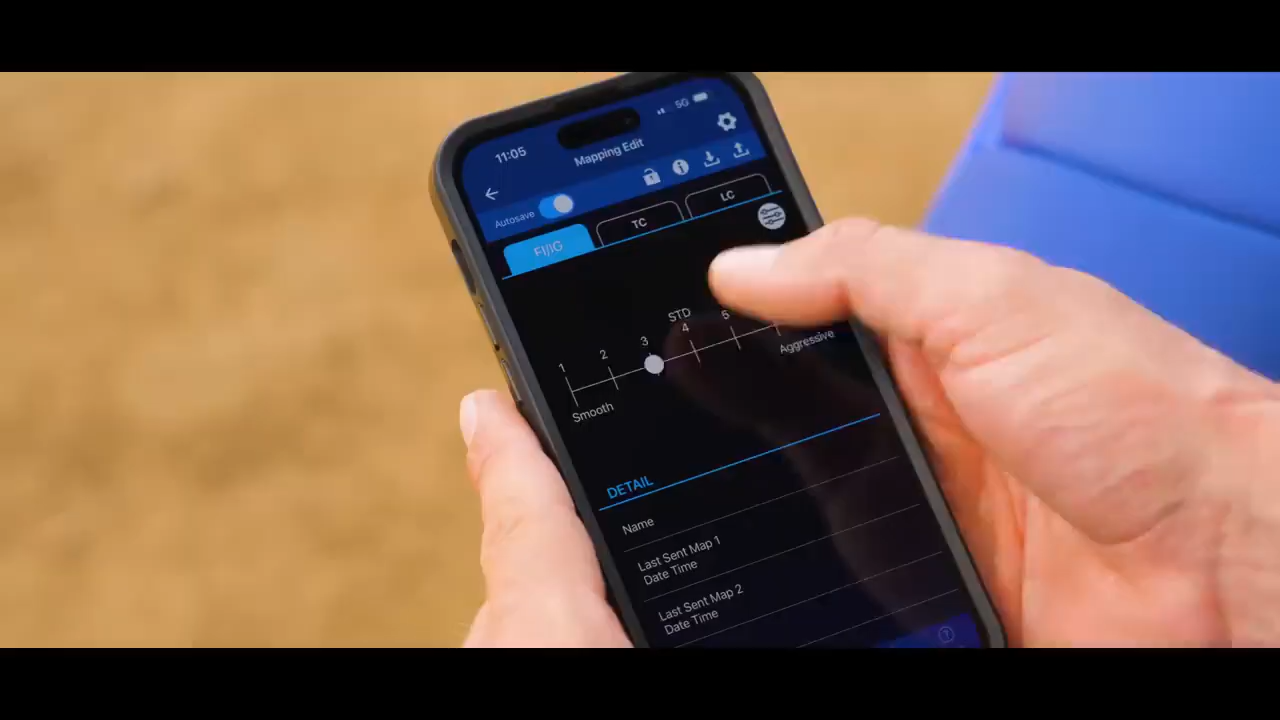 11:05
5G
Mapping Edit
Autosave
FI/IG
TC
LC
STD
1
2
3
4
5
Smooth
Aggressive
DETAIL
Name
Last Sent Map 1
Date Time
Last Sent Map 2
Date Time
?